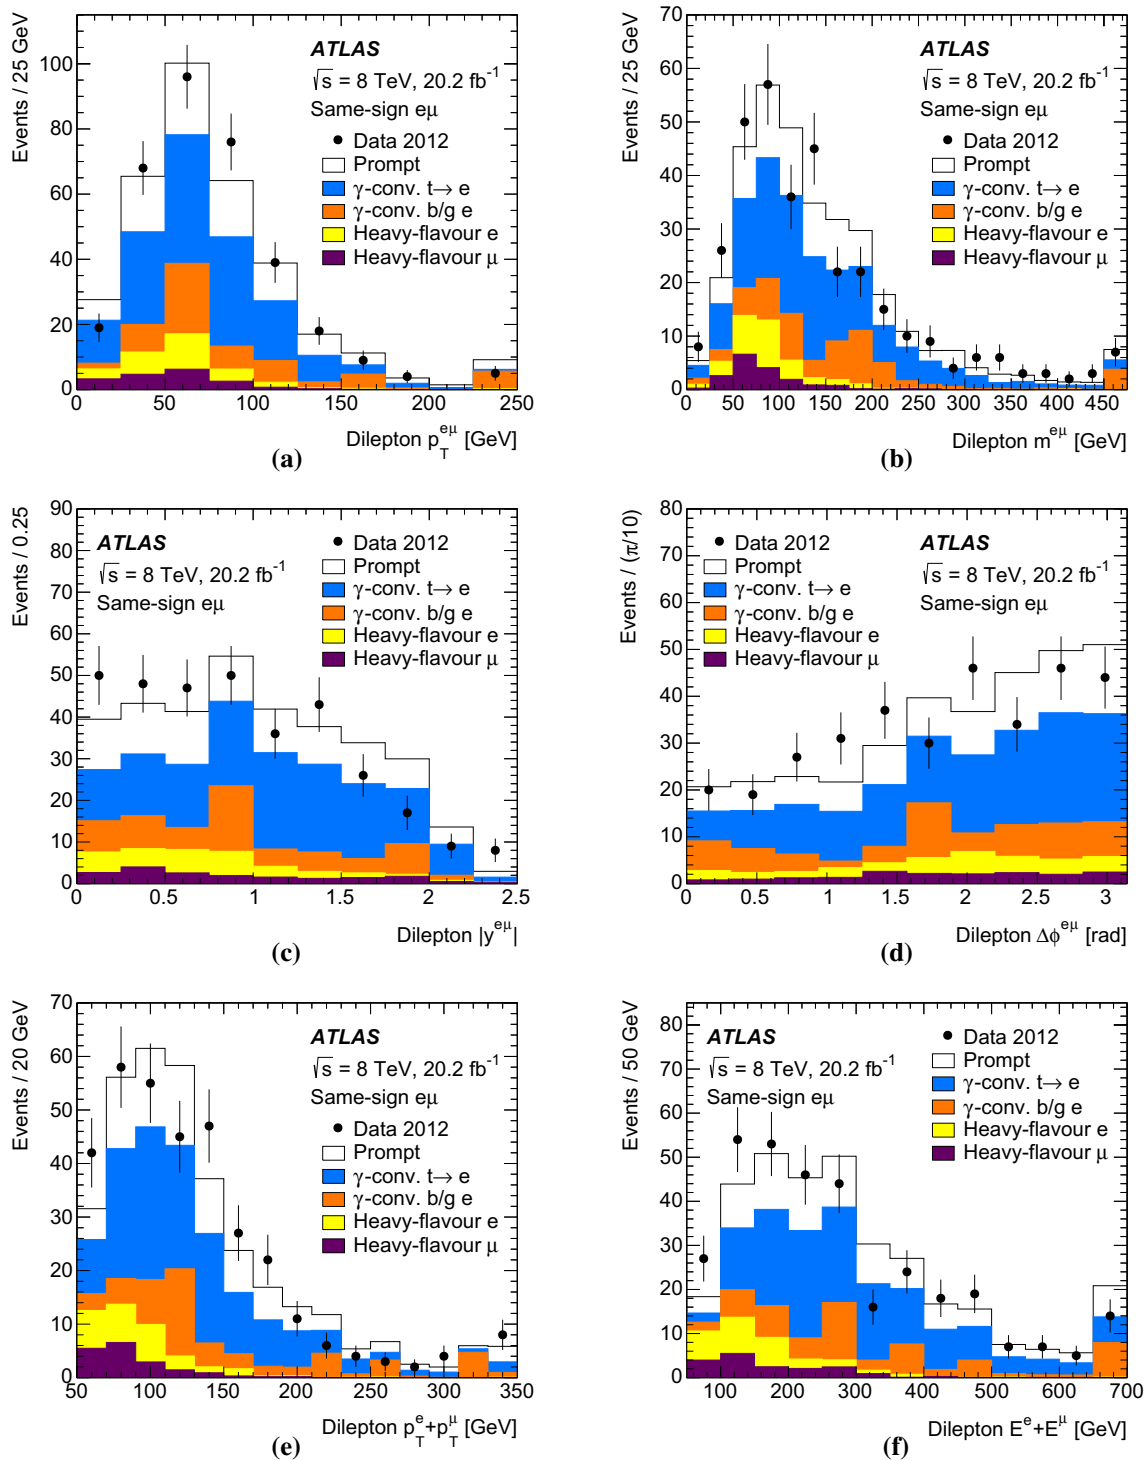 Events / 25 GeV
100
80
60
40
20
0
0 50 100 150 200 250
Dilepton p_T^{eμ} [GeV]
ATLAS
√s = 8 TeV, 20.2 fb⁻¹
Same-sign eμ
Data 2012
Prompt
γ-conv. t→ e
γ-conv. b/g e
Heavy-flavour e
Heavy-flavour μ
(a)
Events / 25 GeV
70
60
50
40
30
20
10
0
0 50 100 150 200 250 300 350 400 450
Dilepton m^{eμ} [GeV]
ATLAS
√s = 8 TeV, 20.2 fb⁻¹
Same-sign eμ
Data 2012
Prompt
γ-conv. t→ e
γ-conv. b/g e
Heavy-flavour e
Heavy-flavour μ
(b)
Events / 0.25
90
80
70
60
50
40
30
20
10
0
0 0.5 1 1.5 2 2.5
Dilepton |y^{eμ}|
ATLAS
√s = 8 TeV, 20.2 fb⁻¹
Same-sign eμ
Data 2012
Prompt
γ-conv. t→ e
γ-conv. b/g e
Heavy-flavour e
Heavy-flavour μ
(c)
Events / (π/10)
80
70
60
50
40
30
20
10
0
0 0.5 1 1.5 2 2.5 3
Dilepton Δϕ^{eμ} [rad]
Data 2012
Prompt
γ-conv. t→ e
γ-conv. b/g e
Heavy-flavour e
Heavy-flavour μ
ATLAS
√s = 8 TeV, 20.2 fb⁻¹
Same-sign eμ
(d)
Events / 20 GeV
70
60
50
40
30
20
10
0
50 100 150 200 250 300 350
Dilepton p_T^e+p_T^μ [GeV]
ATLAS
√s = 8 TeV, 20.2 fb⁻¹
Same-sign eμ
Data 2012
Prompt
γ-conv. t→ e
γ-conv. b/g e
Heavy-flavour e
Heavy-flavour μ
(e)
Events / 50 GeV
80
70
60
50
40
30
20
10
0
100 200 300 400 500 600 700
Dilepton E^e+E^μ [GeV]
ATLAS
√s = 8 TeV, 20.2 fb⁻¹
Same-sign eμ
Data 2012
Prompt
γ-conv. t→ e
γ-conv. b/g e
Heavy-flavour e
Heavy-flavour μ
(f)